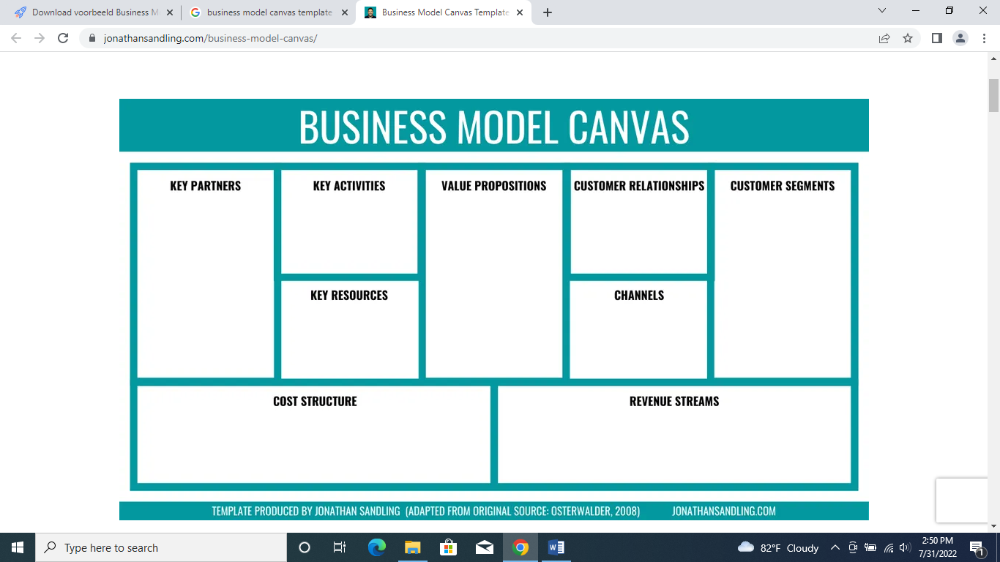 Download voorbeeld Business M
business model canvas template
Business Model Canvas Template
jonathansandling.com/business-model-canvas/
BUSINESS MODEL CANVAS
KEY PARTNERS
KEY ACTIVITIES
VALUE PROPOSITIONS
CUSTOMER RELATIONSHIPS
CUSTOMER SEGMENTS
KEY RESOURCES
CHANNELS
COST STRUCTURE
REVENUE STREAMS
TEMPLATE PRODUCED BY JONATHAN SANDLING (ADAPTED FROM ORIGINAL SOURCE: OSTERWALDER, 2008) JONATHANSANDLING.COM
Type here to search
82°F Cloudy
2:50 PM
7/31/2022
1